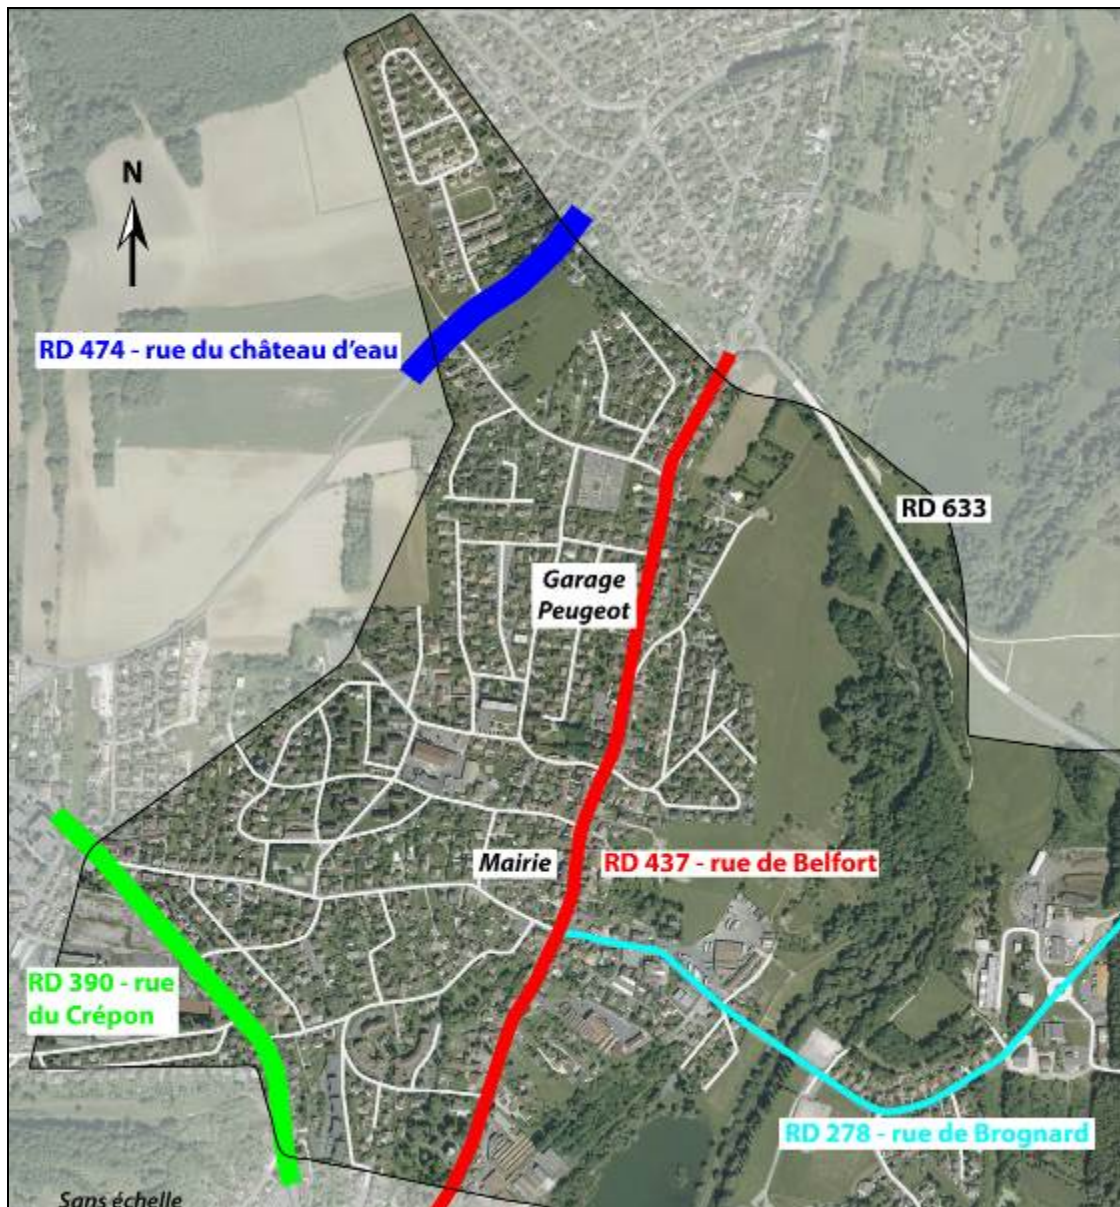 N
RD 474 - rue du château d'eau
RD 633
Garage
Peugeot
Mairie
RD 437 - rue de Belfort
RD 390 - rue
du Crépon
RD 278 - rue de Brognard
Sans échelle